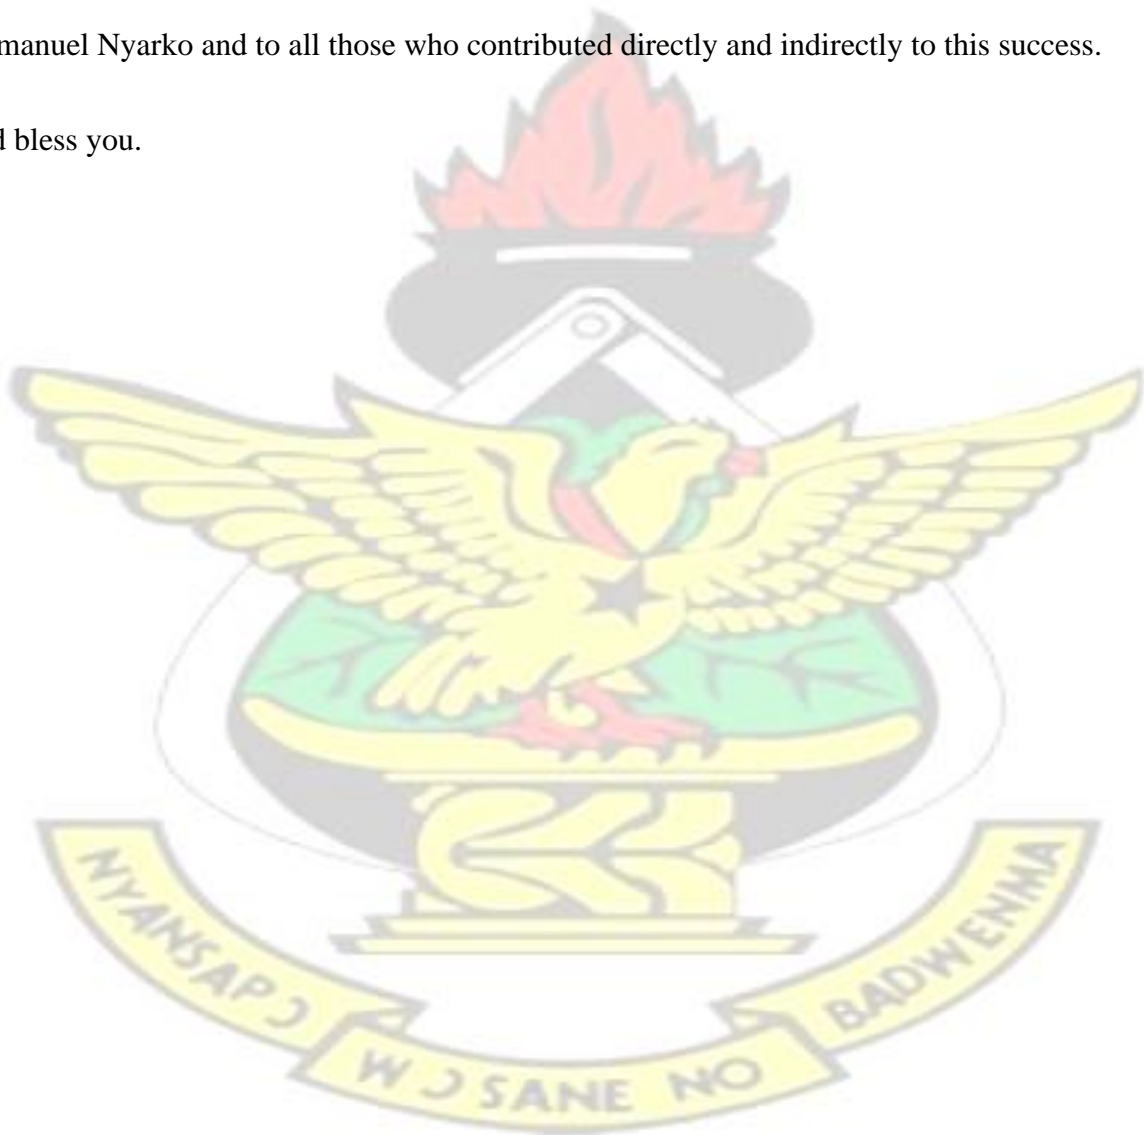 manuel Nyarko and to all those who contributed directly and indirectly to this success.
bless you.
NYANSAPƆ
WƆSANE NO
BADWENMA